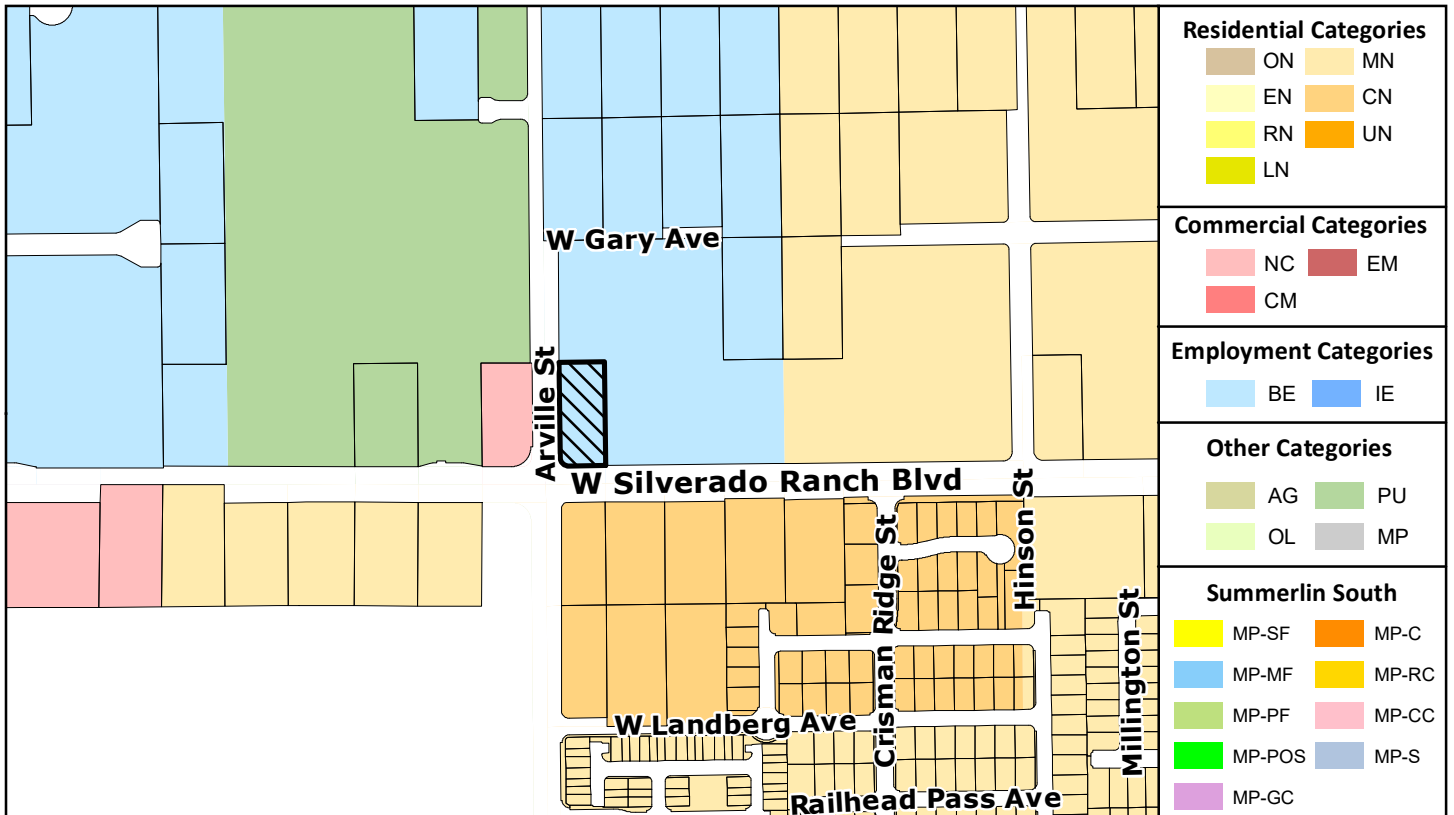 W Gary Ave
Arville St
W Silverado Ranch Blvd
Crisman Ridge St
Hinson St
Millington St
W Landberg Ave
Railhead Pass Ave
Residential Categories
ON MN
EN CN
RN UN
LN
Commercial Categories
NC EM
CM
Employment Categories
BE IE
Other Categories
AG PU
OL MP
Summerlin South
MP-SF MP-C
MP-MF MP-RC
MP-PF MP-CC
MP-POS MP-S
MP-GC